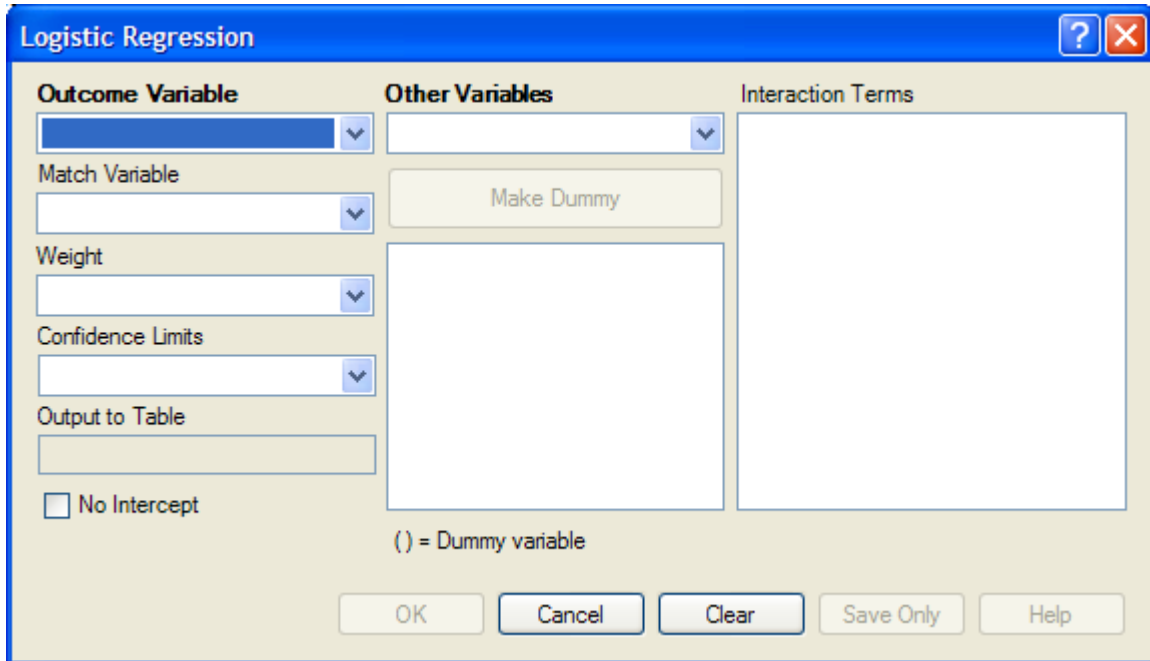 Logistic Regression
Outcome Variable
Other Variables
Interaction Terms
Match Variable
Make Dummy
Weight
Confidence Limits
Output to Table
No Intercept
( ) = Dummy variable
OK
Cancel
Clear
Save Only
Help